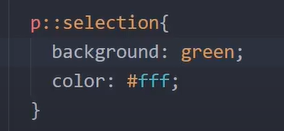 p::selection{
  background: green;
  color: #fff;
}